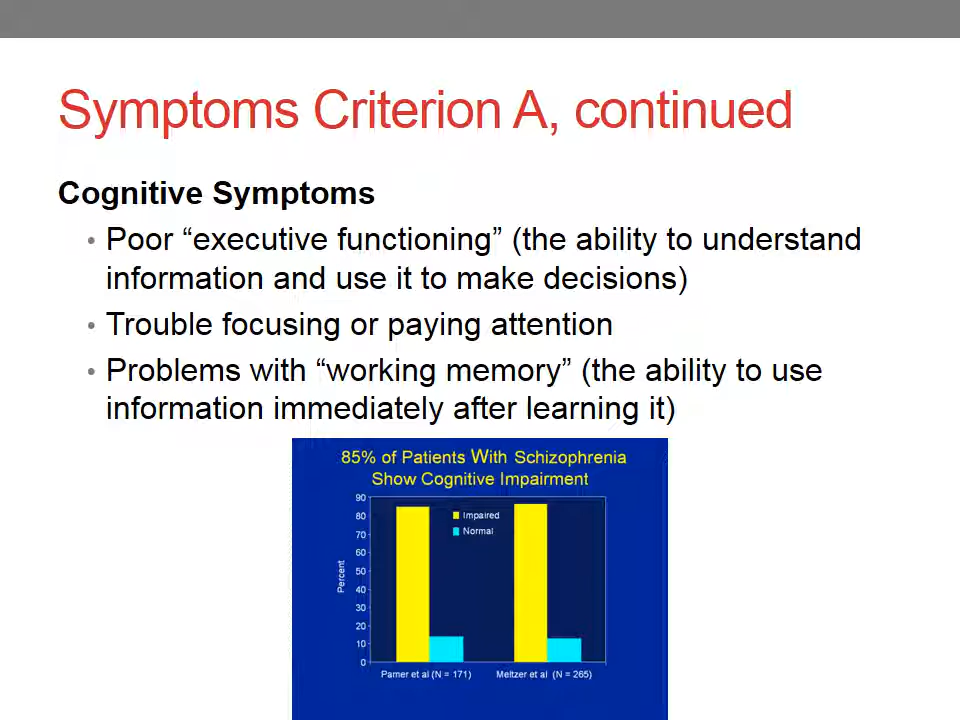 Symptoms Criterion A, continued
Cognitive Symptoms
• Poor “executive functioning” (the ability to understand
information and use it to make decisions)
• Trouble focusing or paying attention
• Problems with “working memory” (the ability to use
information immediately after learning it)
85% of Patients With Schizophrenia
Show Cognitive Impairment
90
80
70
60
50
40
30
20
10
0
Percent
Impaired
Normal
Pamer et al (N = 171)
Meltzer et al (N = 265)